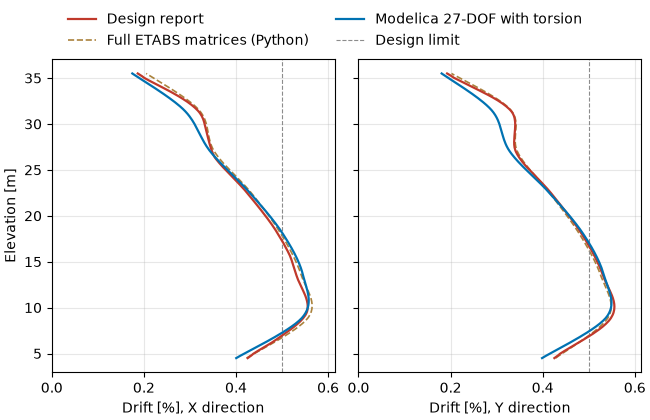 Design report
Modelica 27-DOF with torsion
Full ETABS matrices (Python)
Design limit
Elevation [m]
35
30
25
20
15
10
5
0.0 0.2 0.4 0.6
0.0 0.2 0.4 0.6
Drift [%], X direction
Drift [%], Y direction